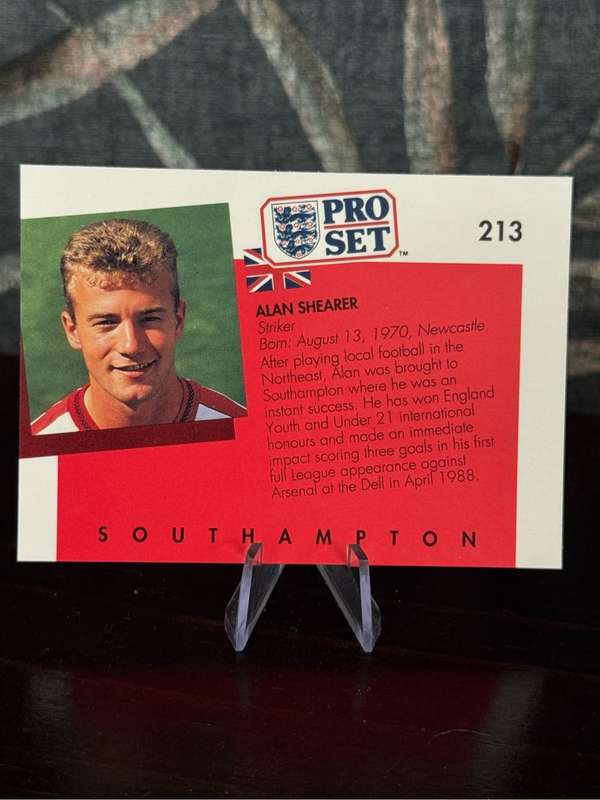 PRO
SET
™
213
ALAN SHEARER
Striker
Born: August 13, 1970, Newcastle
After playing local football in the
Northeast, Alan was brought to
Southampton where he was an
instant success. He has won England
Youth and Under 21 international
honours and made an immediate
impact scoring three goals in his first
full League appearance against
Arsenal at the Dell in April 1988.
SOUTHAMPTON